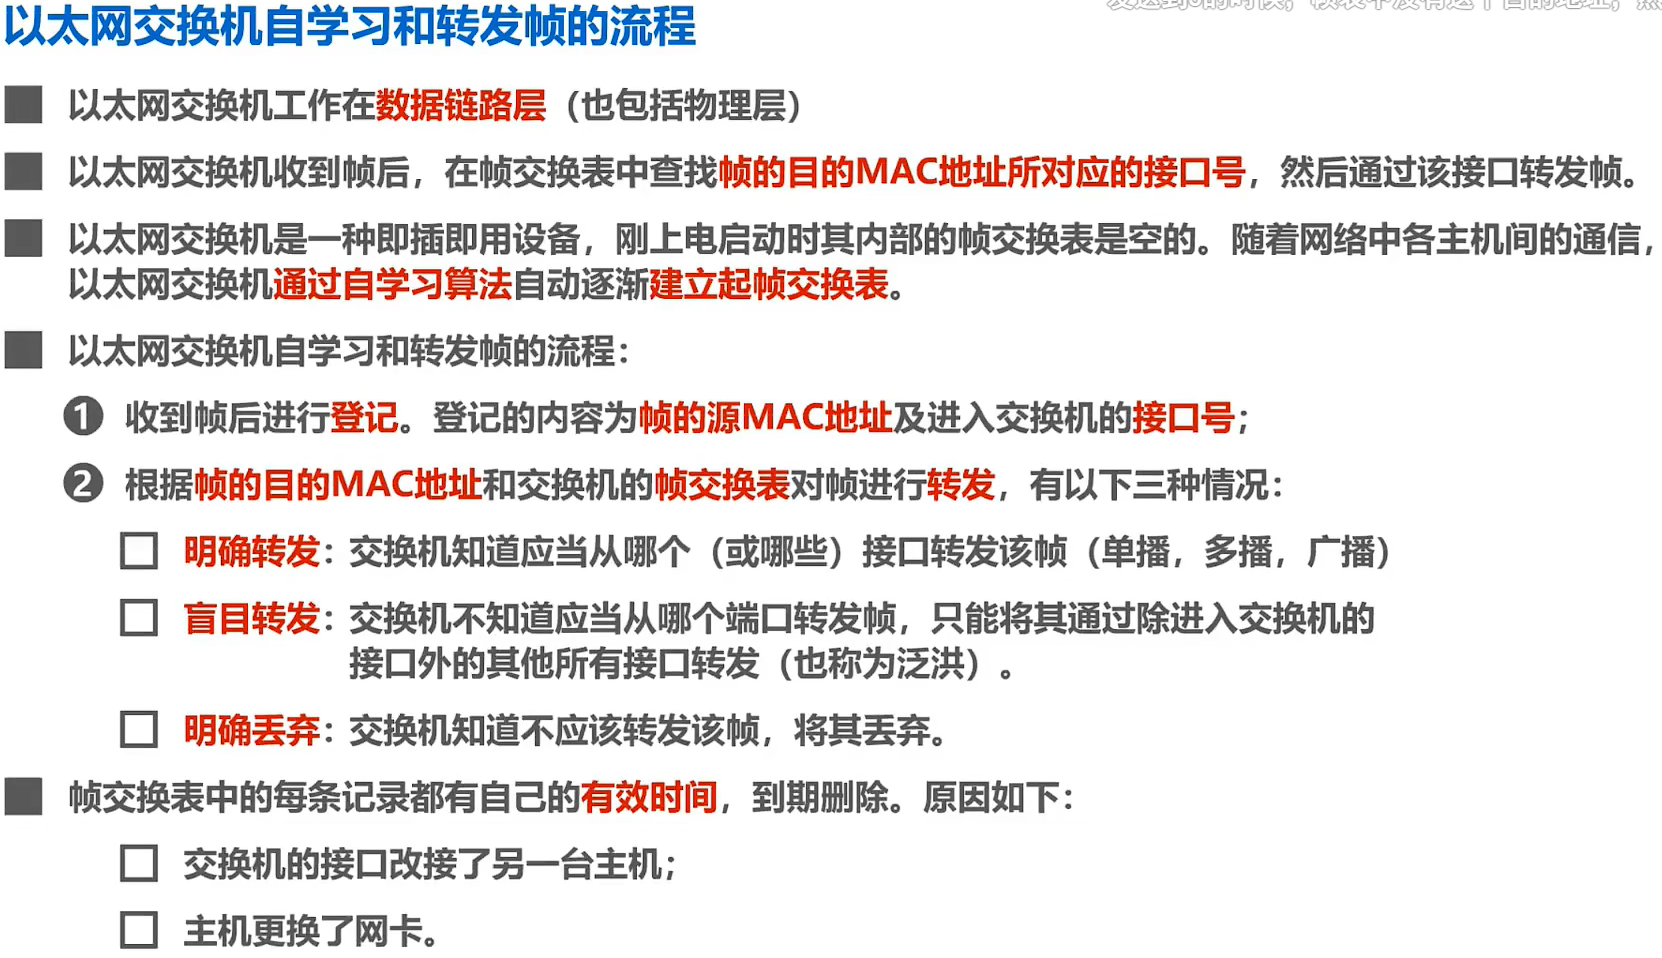 以太网交换机自学习和转发帧的流程
以太网交换机工作在数据链路层（也包括物理层）
以太网交换机收到帧后，在帧交换表中查找帧的目的MAC地址所对应的接口号，然后通过该接口转发帧。
以太网交换机是一种即插即用设备，刚上电启动时其内部的帧交换表是空的。随着网络中各主机间的通信，
以太网交换机通过自学习算法自动逐渐建立起帧交换表。
以太网交换机自学习和转发帧的流程：
❶ 收到帧后进行登记。登记的内容为帧的源MAC地址及进入交换机的接口号；
❷ 根据帧的目的MAC地址和交换机的帧交换表对帧进行转发，有以下三种情况：
明确转发：交换机知道应当从哪个（或哪些）接口转发该帧（单播，多播，广播）
盲目转发：交换机不知道应当从哪个端口转发帧，只能将其通过除进入交换机的
接口外的其他所有接口转发（也称为泛洪）。
明确丢弃：交换机知道不应该转发该帧，将其丢弃。
帧交换表中的每条记录都有自己的有效时间，到期删除。原因如下：
交换机的接口改接了另一台主机；
主机更换了网卡。